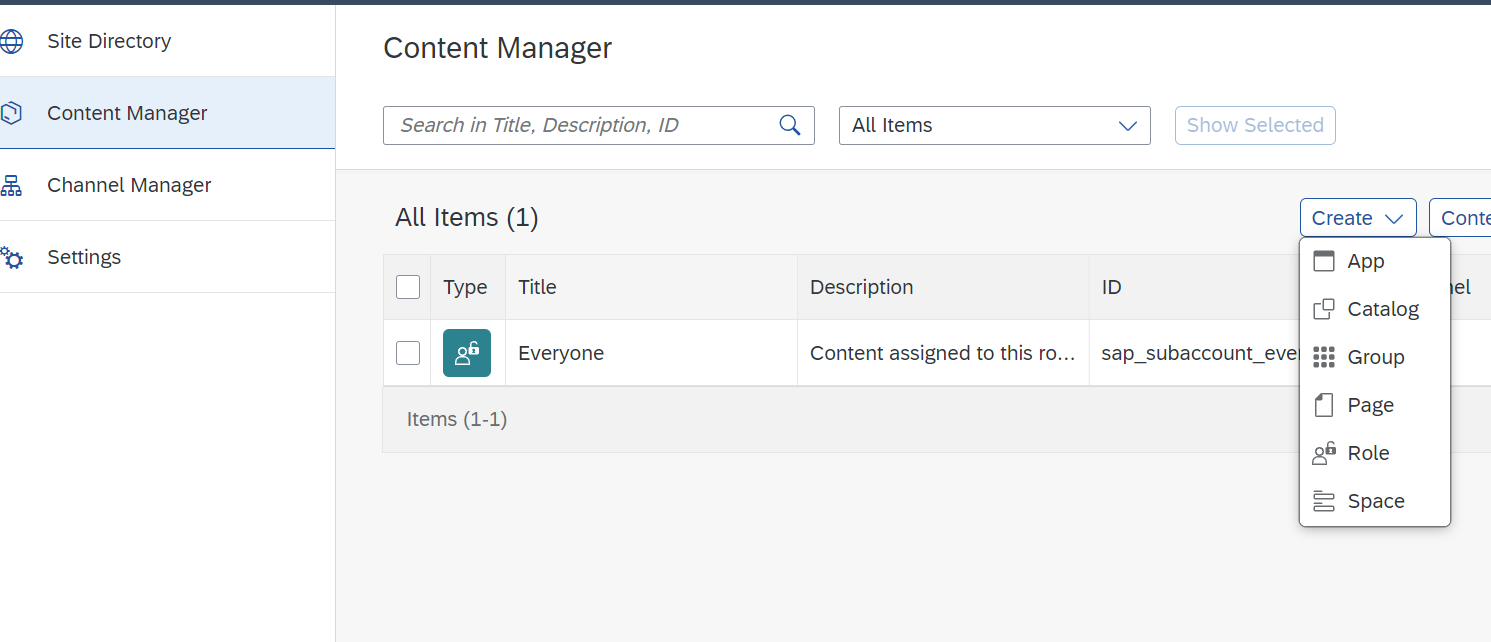 Site Directory
Content Manager
Channel Manager
Settings
Content Manager
Search in Title, Description, ID
All Items
Show Selected
All Items (1)
Create
Conte
App
Catalog
Group
Page
Role
Space
Type Title Description ID nel
Everyone Content assigned to this ro... sap_subaccount_ever
Items (1-1)